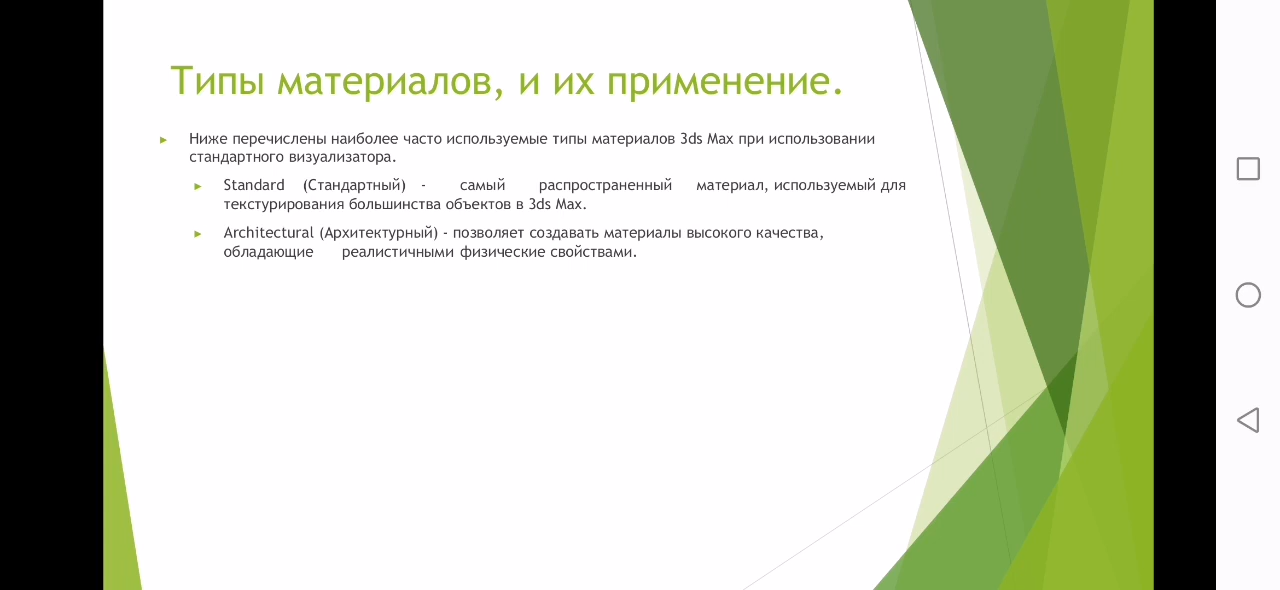 Типы материалов, и их применение.
Ниже перечислены наиболее часто используемые типы материалов 3ds Max при использовании
стандартного визуализатора.
Standard (Стандартный) - самый распространенный материал, используемый для
текстурирования большинства объектов в 3ds Max.
Architectural (Архитектурный) - позволяет создавать материалы высокого качества,
обладающие реалистичными физические свойствами.